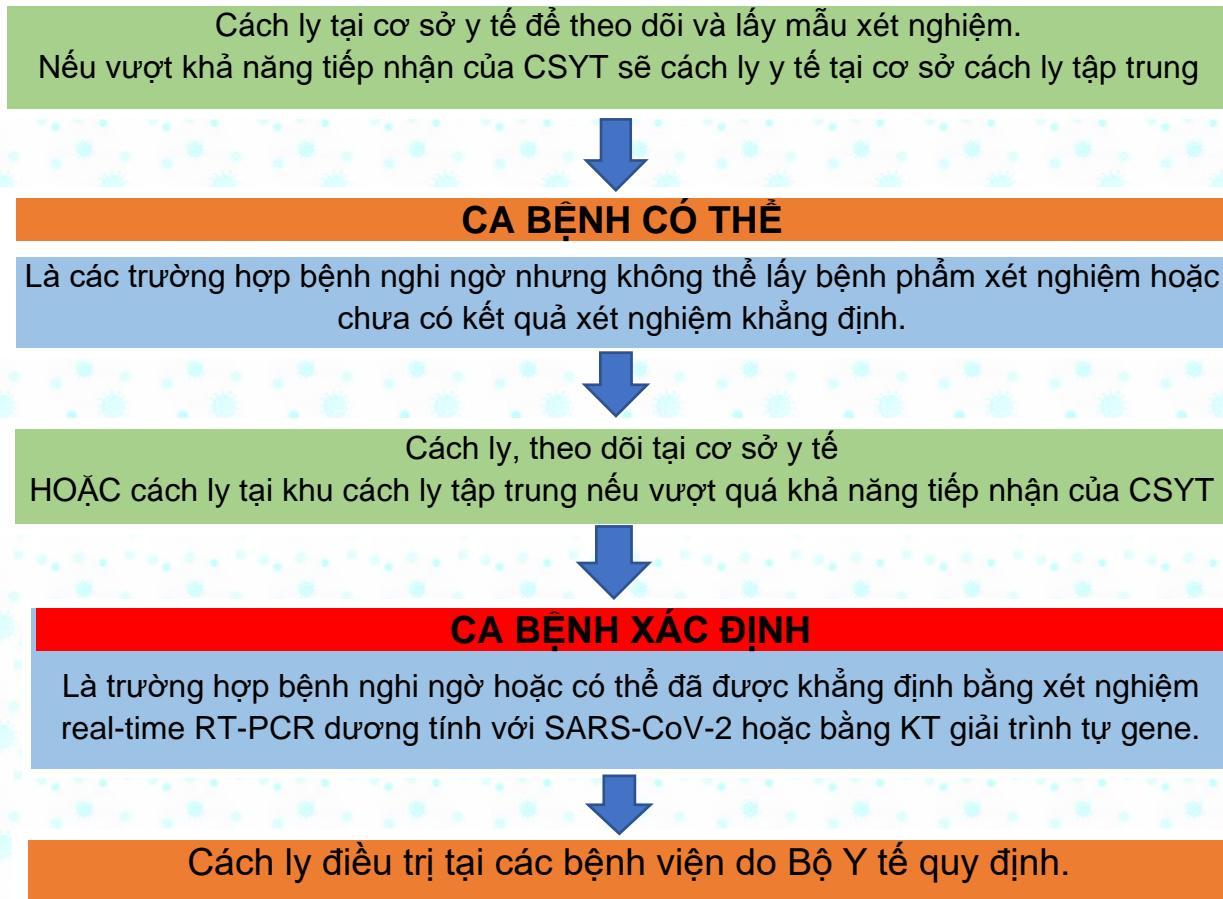 Cách ly tại cơ sở y tế để theo dõi và lấy mẫu xét nghiệm.
Nếu vượt khả năng tiếp nhận của CSYT sẽ cách ly y tế tại cơ sở cách ly tập trung
CA BỆNH CÓ THỂ
Là các trường hợp bệnh nghi ngờ nhưng không thể lấy bệnh phẩm xét nghiệm hoặc
chưa có kết quả xét nghiệm khẳng định.
Cách ly, theo dõi tại cơ sở y tế
HOẶC cách ly tại khu cách ly tập trung nếu vượt quá khả năng tiếp nhận của CSYT
CA BỆNH XÁC ĐỊNH
Là trường hợp bệnh nghi ngờ hoặc có thể đã được khẳng định bằng xét nghiệm
real-time RT-PCR dương tính với SARS-CoV-2 hoặc bằng KT giải trình tự gene.
Cách ly điều trị tại các bệnh viện do Bộ Y tế quy định.